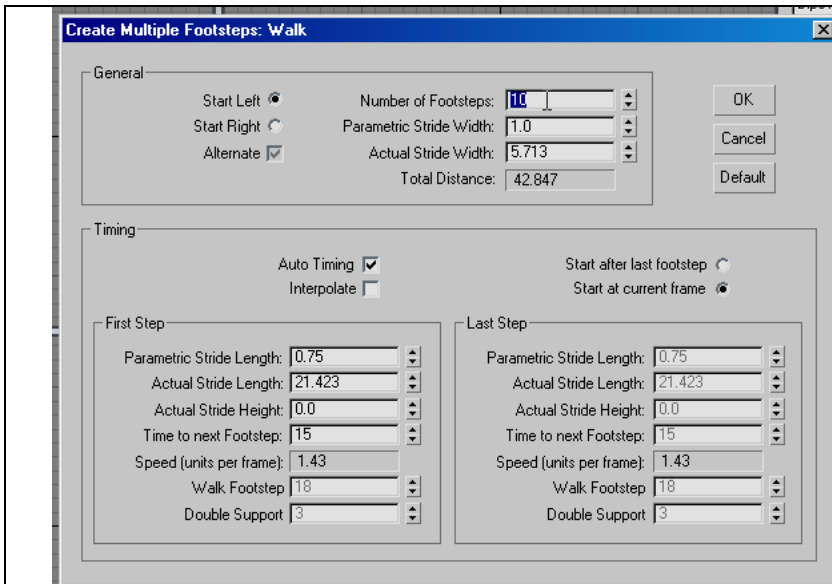 Create Multiple Footsteps: Walk
General
Start Left
Number of Footsteps: 10
OK
Start Right
Parametric Stride Width: 1.0
Alternate
Actual Stride Width: 5.713
Cancel
Total Distance: 42.847
Default
Timing
Auto Timing
Start after last footstep
Interpolate
Start at current frame
First Step
Parametric Stride Length: 0.75
Actual Stride Length: 21.423
Actual Stride Height: 0.0
Time to next Footstep: 15
Speed (units per frame): 1.43
Walk Footstep 18
Double Support 3
Last Step
Parametric Stride Length: 0.75
Actual Stride Length: 21.423
Actual Stride Height: 0.0
Time to next Footstep: 15
Speed (units per frame): 1.43
Walk Footstep 18
Double Support 3